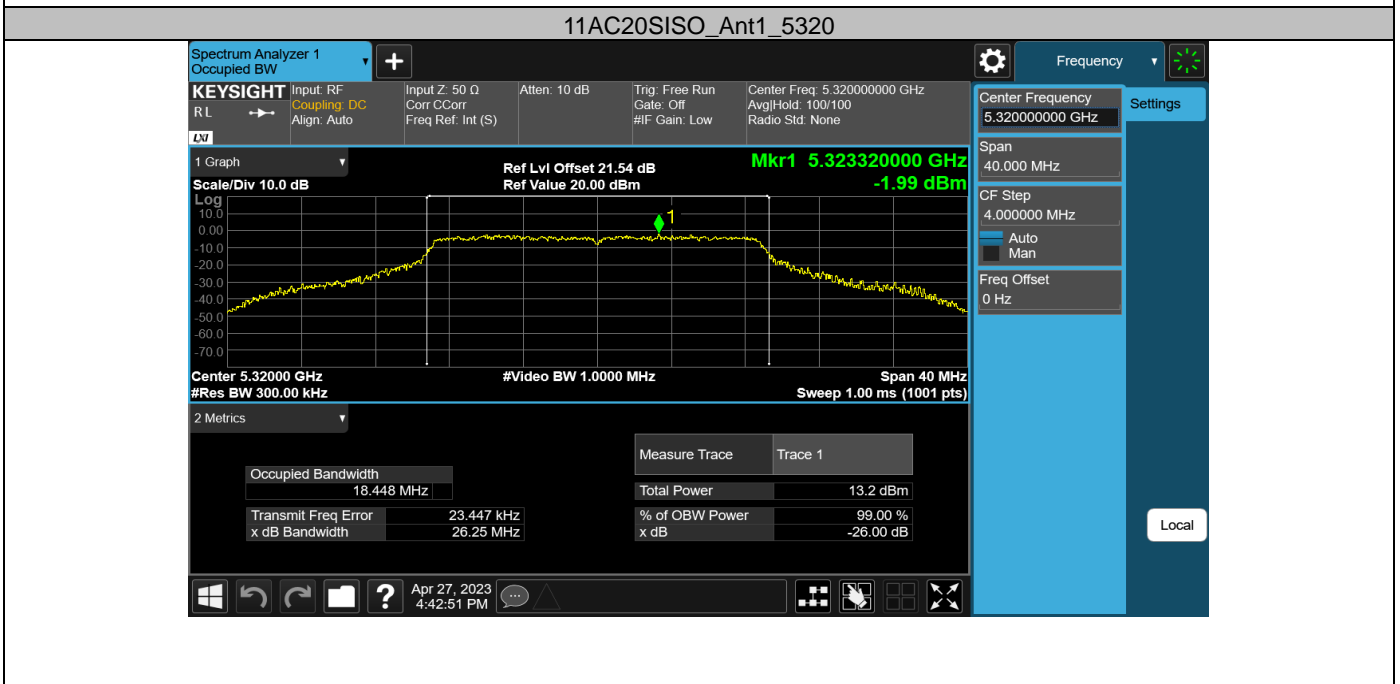 11AC20SISO_Ant1_5320
Spectrum Analyzer 1
Occupied BW
+
Frequency
KEYSIGHT
R L
LXI
Input: RF
Coupling: DC
Align: Auto
Input Z: 50 Ω
Corr CCorr
Freq Ref: Int (S)
Atten: 10 dB
Trig: Free Run
Gate: Off
#IF Gain: Low
Center Freq: 5.320000000 GHz
Avg|Hold: 100/100
Radio Std: None
Center Frequency
5.320000000 GHz
Settings
Span
40.000 MHz
CF Step
4.000000 MHz
Auto
Man
Freq Offset
0 Hz
Local
1 Graph
Scale/Div 10.0 dB
Ref Lvl Offset 21.54 dB
Ref Value 20.00 dBm
Mkr1 5.323320000 GHz
-1.99 dBm
Log
10.0
0.00
-10.0
-20.0
-30.0
-40.0
-50.0
-60.0
-70.0
1
Center 5.32000 GHz
#Video BW 1.0000 MHz
Span 40 MHz
#Res BW 300.00 kHz
Sweep 1.00 ms (1001 pts)
2 Metrics
Measure Trace Trace 1
Occupied Bandwidth
18.448 MHz
Total Power 13.2 dBm
Transmit Freq Error 23.447 kHz
% of OBW Power 99.00 %
x dB Bandwidth 26.25 MHz
x dB -26.00 dB
?
Apr 27, 2023
4:42:51 PM